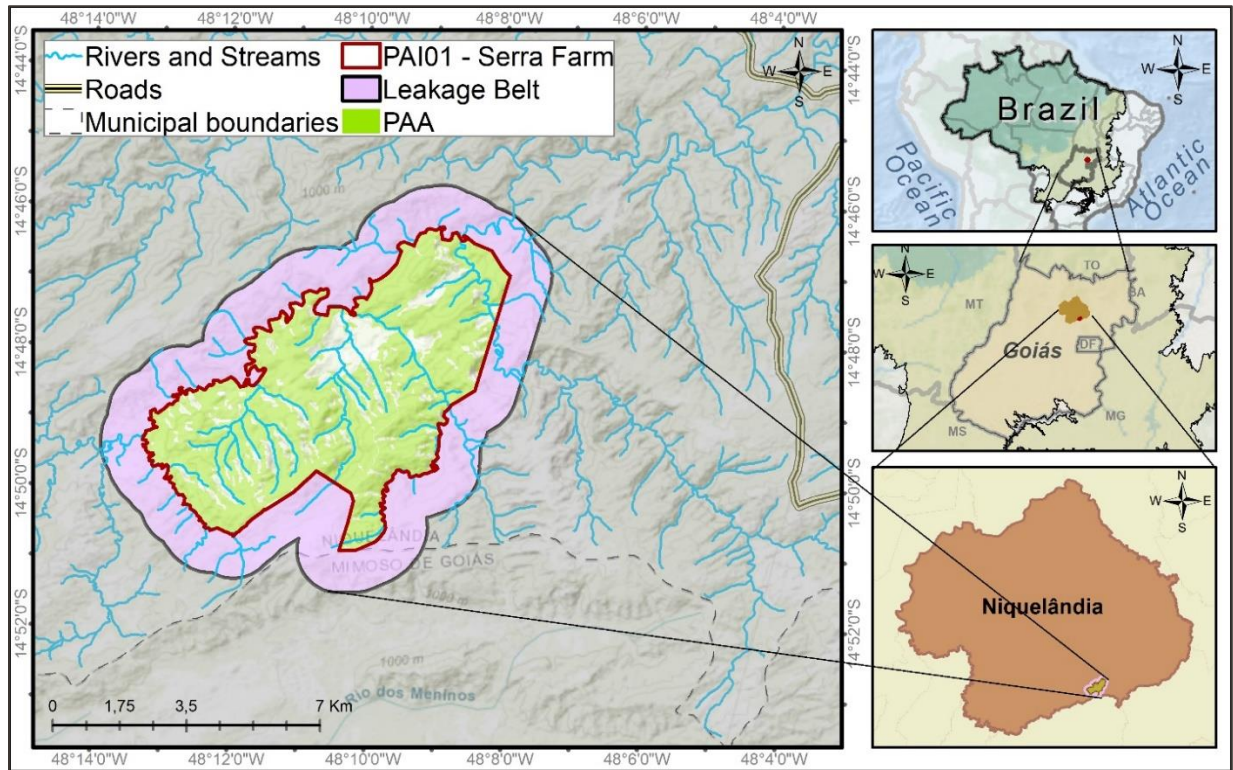 48°14'0"W 48°12'0"W 48°10'0"W 48°8'0"W 48°6'0"W 48°4'0"W
Rivers and Streams
Roads
Municipal boundaries
PAI01 - Serra Farm
Leakage Belt
PAA
N
W E
S
1000 m
NIQUELÂNDIA
MIMOSO DE GOIÁS
1000 m
1000 m
Rio dos Meninos
0 1,75 3,5 7 Km
14°44'0"S
14°46'0"S
14°48'0"S
14°50'0"S
14°52'0"S
14°44'0"S
14°46'0"S
14°48'0"S
14°50'0"S
14°52'0"S
48°14'0"W 48°12'0"W 48°10'0"W 48°8'0"W 48°6'0"W 48°4'0"W
Brazil
Pacific
Ocean
Atlantic
Ocean
N
W E
S
N
W E
S
TO
MT
BA
Goiás
DF
MS
MG
N
W E
S
Niquelândia